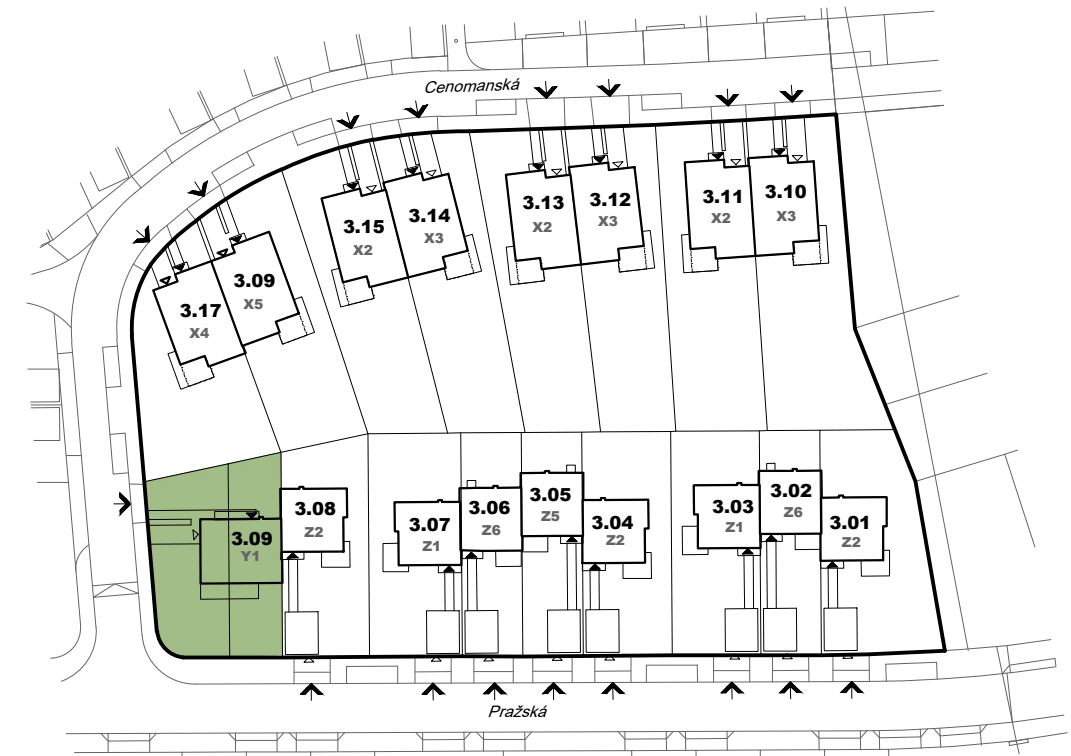 Cenomanská
3.17
X4
3.09
X5
3.15
X2
3.14
X3
3.13
X2
3.12
X3
3.11
X2
3.10
X3
3.09
Y1
3.08
Z2
3.07
Z1
3.06
Z6
3.05
Z5
3.04
Z2
3.03
Z1
3.02
Z6
3.01
Z2
Pražská